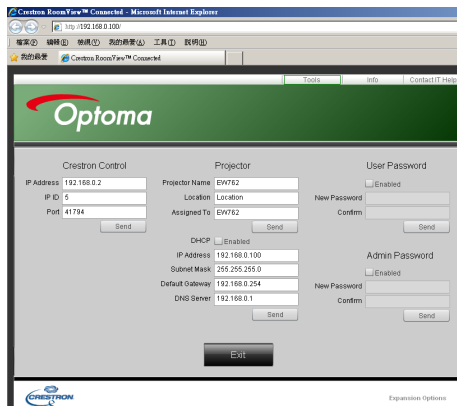 Crestron RoomView™ Connected - Microsoft Internet Explorer
http://192.168.0.100/
檔案(F) 編輯(E) 檢視(V) 我的最愛(A) 工具(T) 說明(H)
我的最愛 Crestron RoomView™ Connected
Tools Info Contact IT Help
Optoma
Crestron Control Projector User Password
IP Address 192.168.0.2 Projector Name EW762 Enabled
IP ID 5 Location Location New Password
Port 41794 Assigned To EW762 Confirm
Send Send Send
DHCP Enabled
IP Address 192.168.0.100 Admin Password
Subnet Mask 255.255.255.0 Enabled
Default Gateway 192.168.0.254 New Password
DNS Server 192.168.0.1 Confirm
Send Send
Exit
CRESTRON Expansion Options